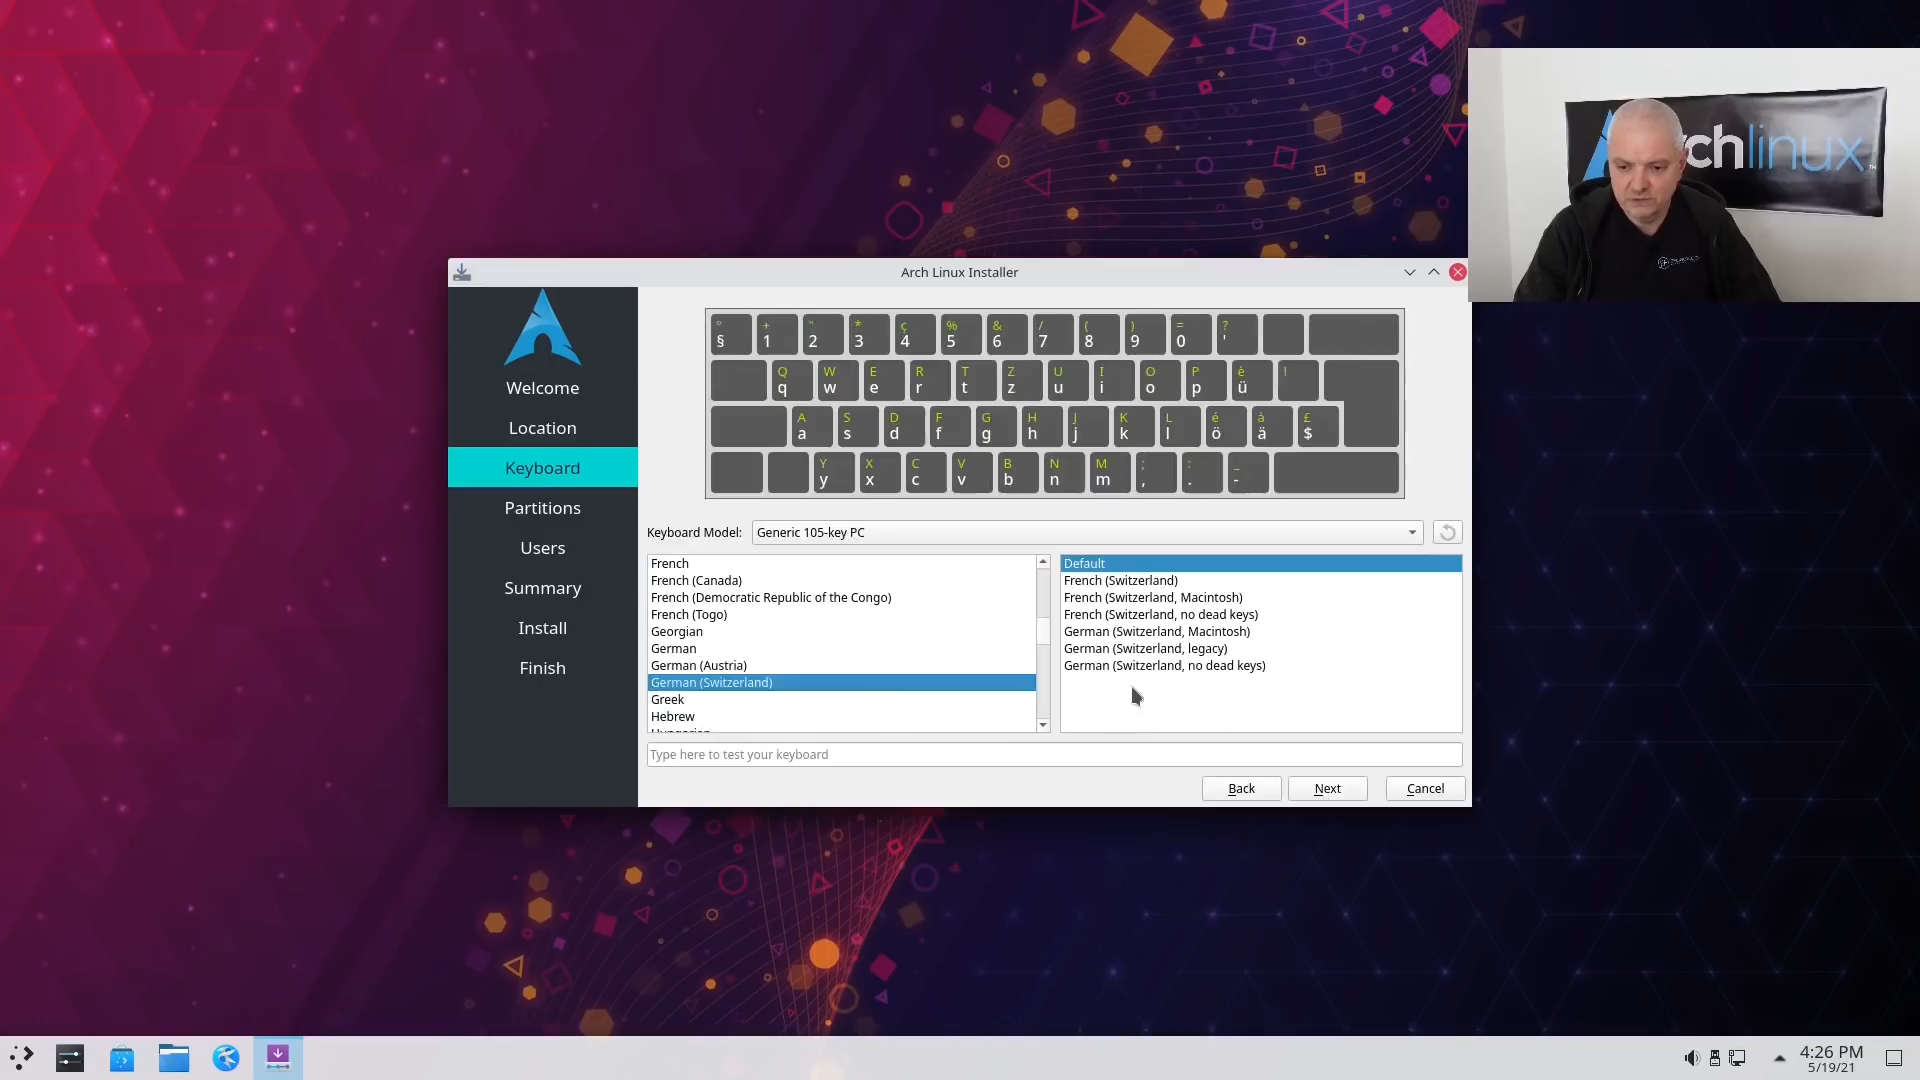 archlinux
Arch Linux Installer
Welcome
Location
Keyboard
Partitions
Users
Summary
Install
Finish
° + " * ç % & / ( ) = ?
§ 1 2 3 4 5 6 7 8 9 0 '
Q W E R T Z U I O P è !
q w e r t z u i o p ü
A S D F G H J K L é à £
a s d f g h j k l ö ä $
Y X C V B N M ; : _
y x c v b n m , . -
Keyboard Model: Generic 105-key PC
French
French (Canada)
French (Democratic Republic of the Congo)
French (Togo)
Georgian
German
German (Austria)
German (Switzerland)
Greek
Hebrew
Hungarian
Default
French (Switzerland)
French (Switzerland, Macintosh)
French (Switzerland, no dead keys)
German (Switzerland, Macintosh)
German (Switzerland, legacy)
German (Switzerland, no dead keys)
Type here to test your keyboard
Back Next Cancel
4:26 PM
5/19/21